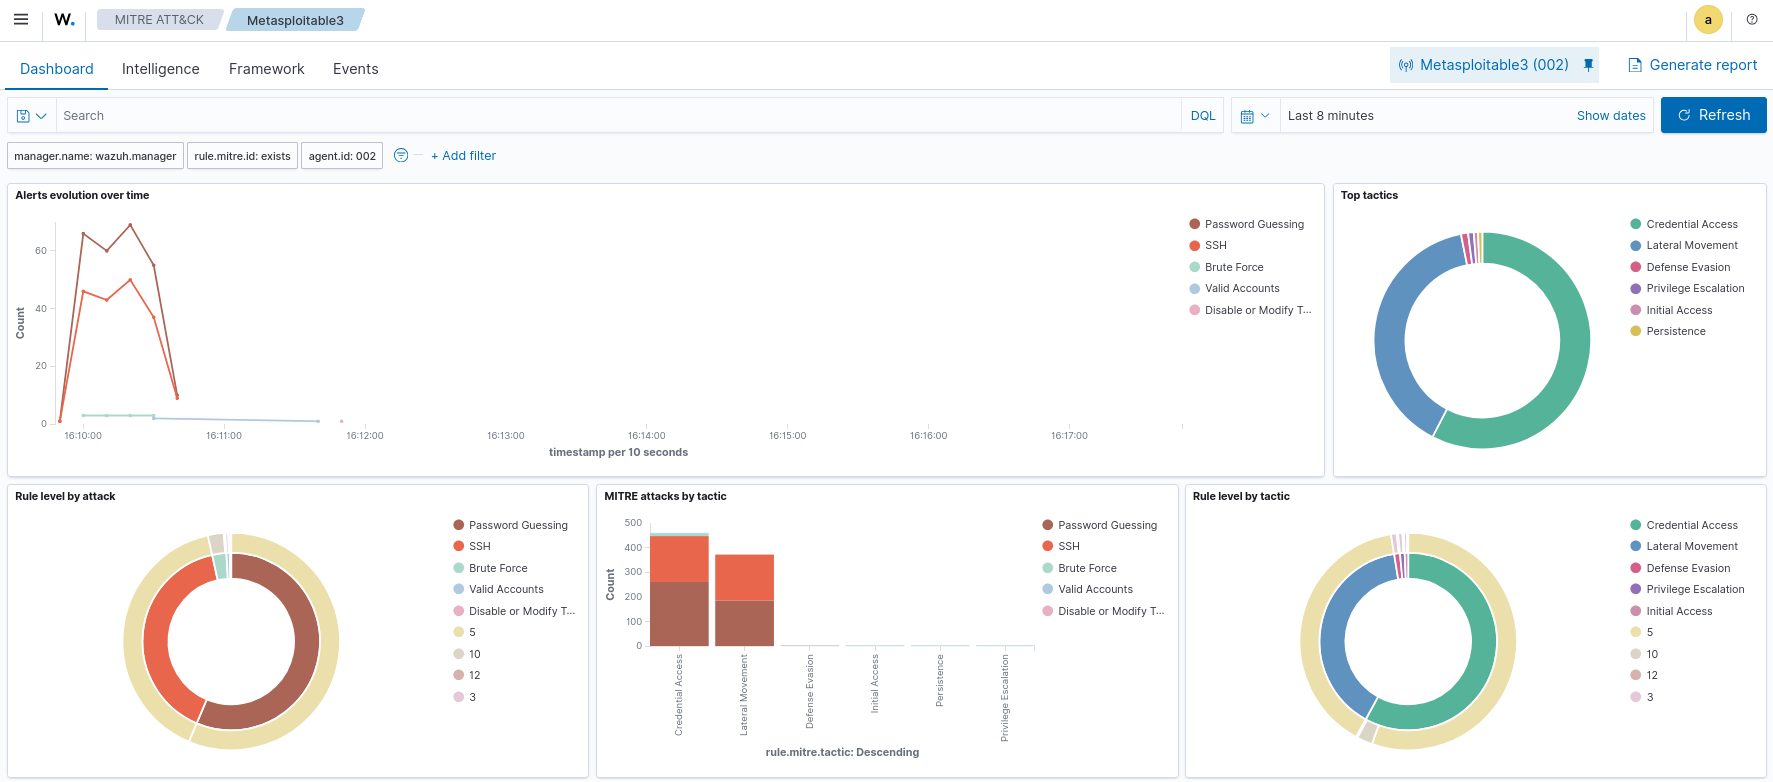 W.
MITRE ATT&CK
Metasploitable3
a
Dashboard
Intelligence
Framework
Events
Metasploitable3 (002)
Generate report
Search
DQL
Last 8 minutes
Show dates
Refresh
manager.name: wazuh.manager
rule.mitre.id: exists
agent.id: 002
+ Add filter
Alerts evolution over time
Count
60
40
20
0
16:10:00
16:11:00
16:12:00
16:13:00
16:14:00
16:15:00
16:16:00
16:17:00
timestamp per 10 seconds
Password Guessing
SSH
Brute Force
Valid Accounts
Disable or Modify T...
Top tactics
Credential Access
Lateral Movement
Defense Evasion
Privilege Escalation
Initial Access
Persistence
Rule level by attack
Password Guessing
SSH
Brute Force
Valid Accounts
Disable or Modify T...
5
10
12
3
MITRE attacks by tactic
Count
500
400
300
200
100
0
Credential Access
Lateral Movement
Defense Evasion
Initial Access
Persistence
Privilege Escalation
rule.mitre.tactic: Descending
Password Guessing
SSH
Brute Force
Valid Accounts
Disable or Modify T...
Rule level by tactic
Credential Access
Lateral Movement
Defense Evasion
Privilege Escalation
Initial Access
5
10
12
3